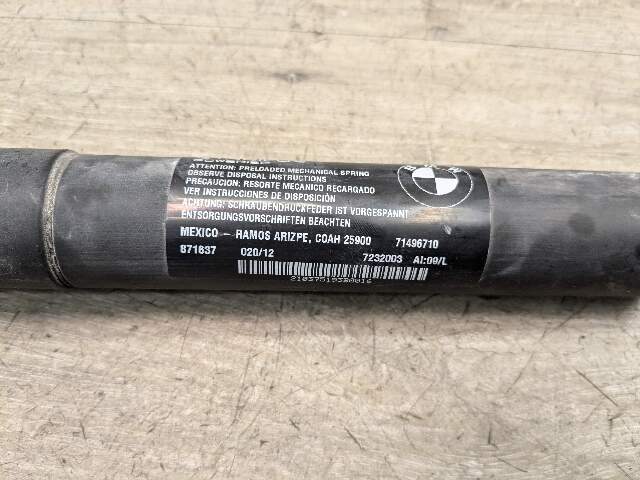 ATTENTION: PRELOADED MECHANICAL SPRING
OBSERVE DISPOSAL INSTRUCTIONS
PRECAUCION: RESORTE MECANICO RECARGADO
VER INSTRUCCIONES DE DISPOSICION
ACHTUNG: SCHRAUBENDRUCKFEDER IST VORGESPANNT
ENTSORGUNGSVORSCHRIFTEN BEACHTEN
MEXICO - RAMOS ARIZPE, COAH 25900 71496710
871637 020/12 7232003 AI:09/L